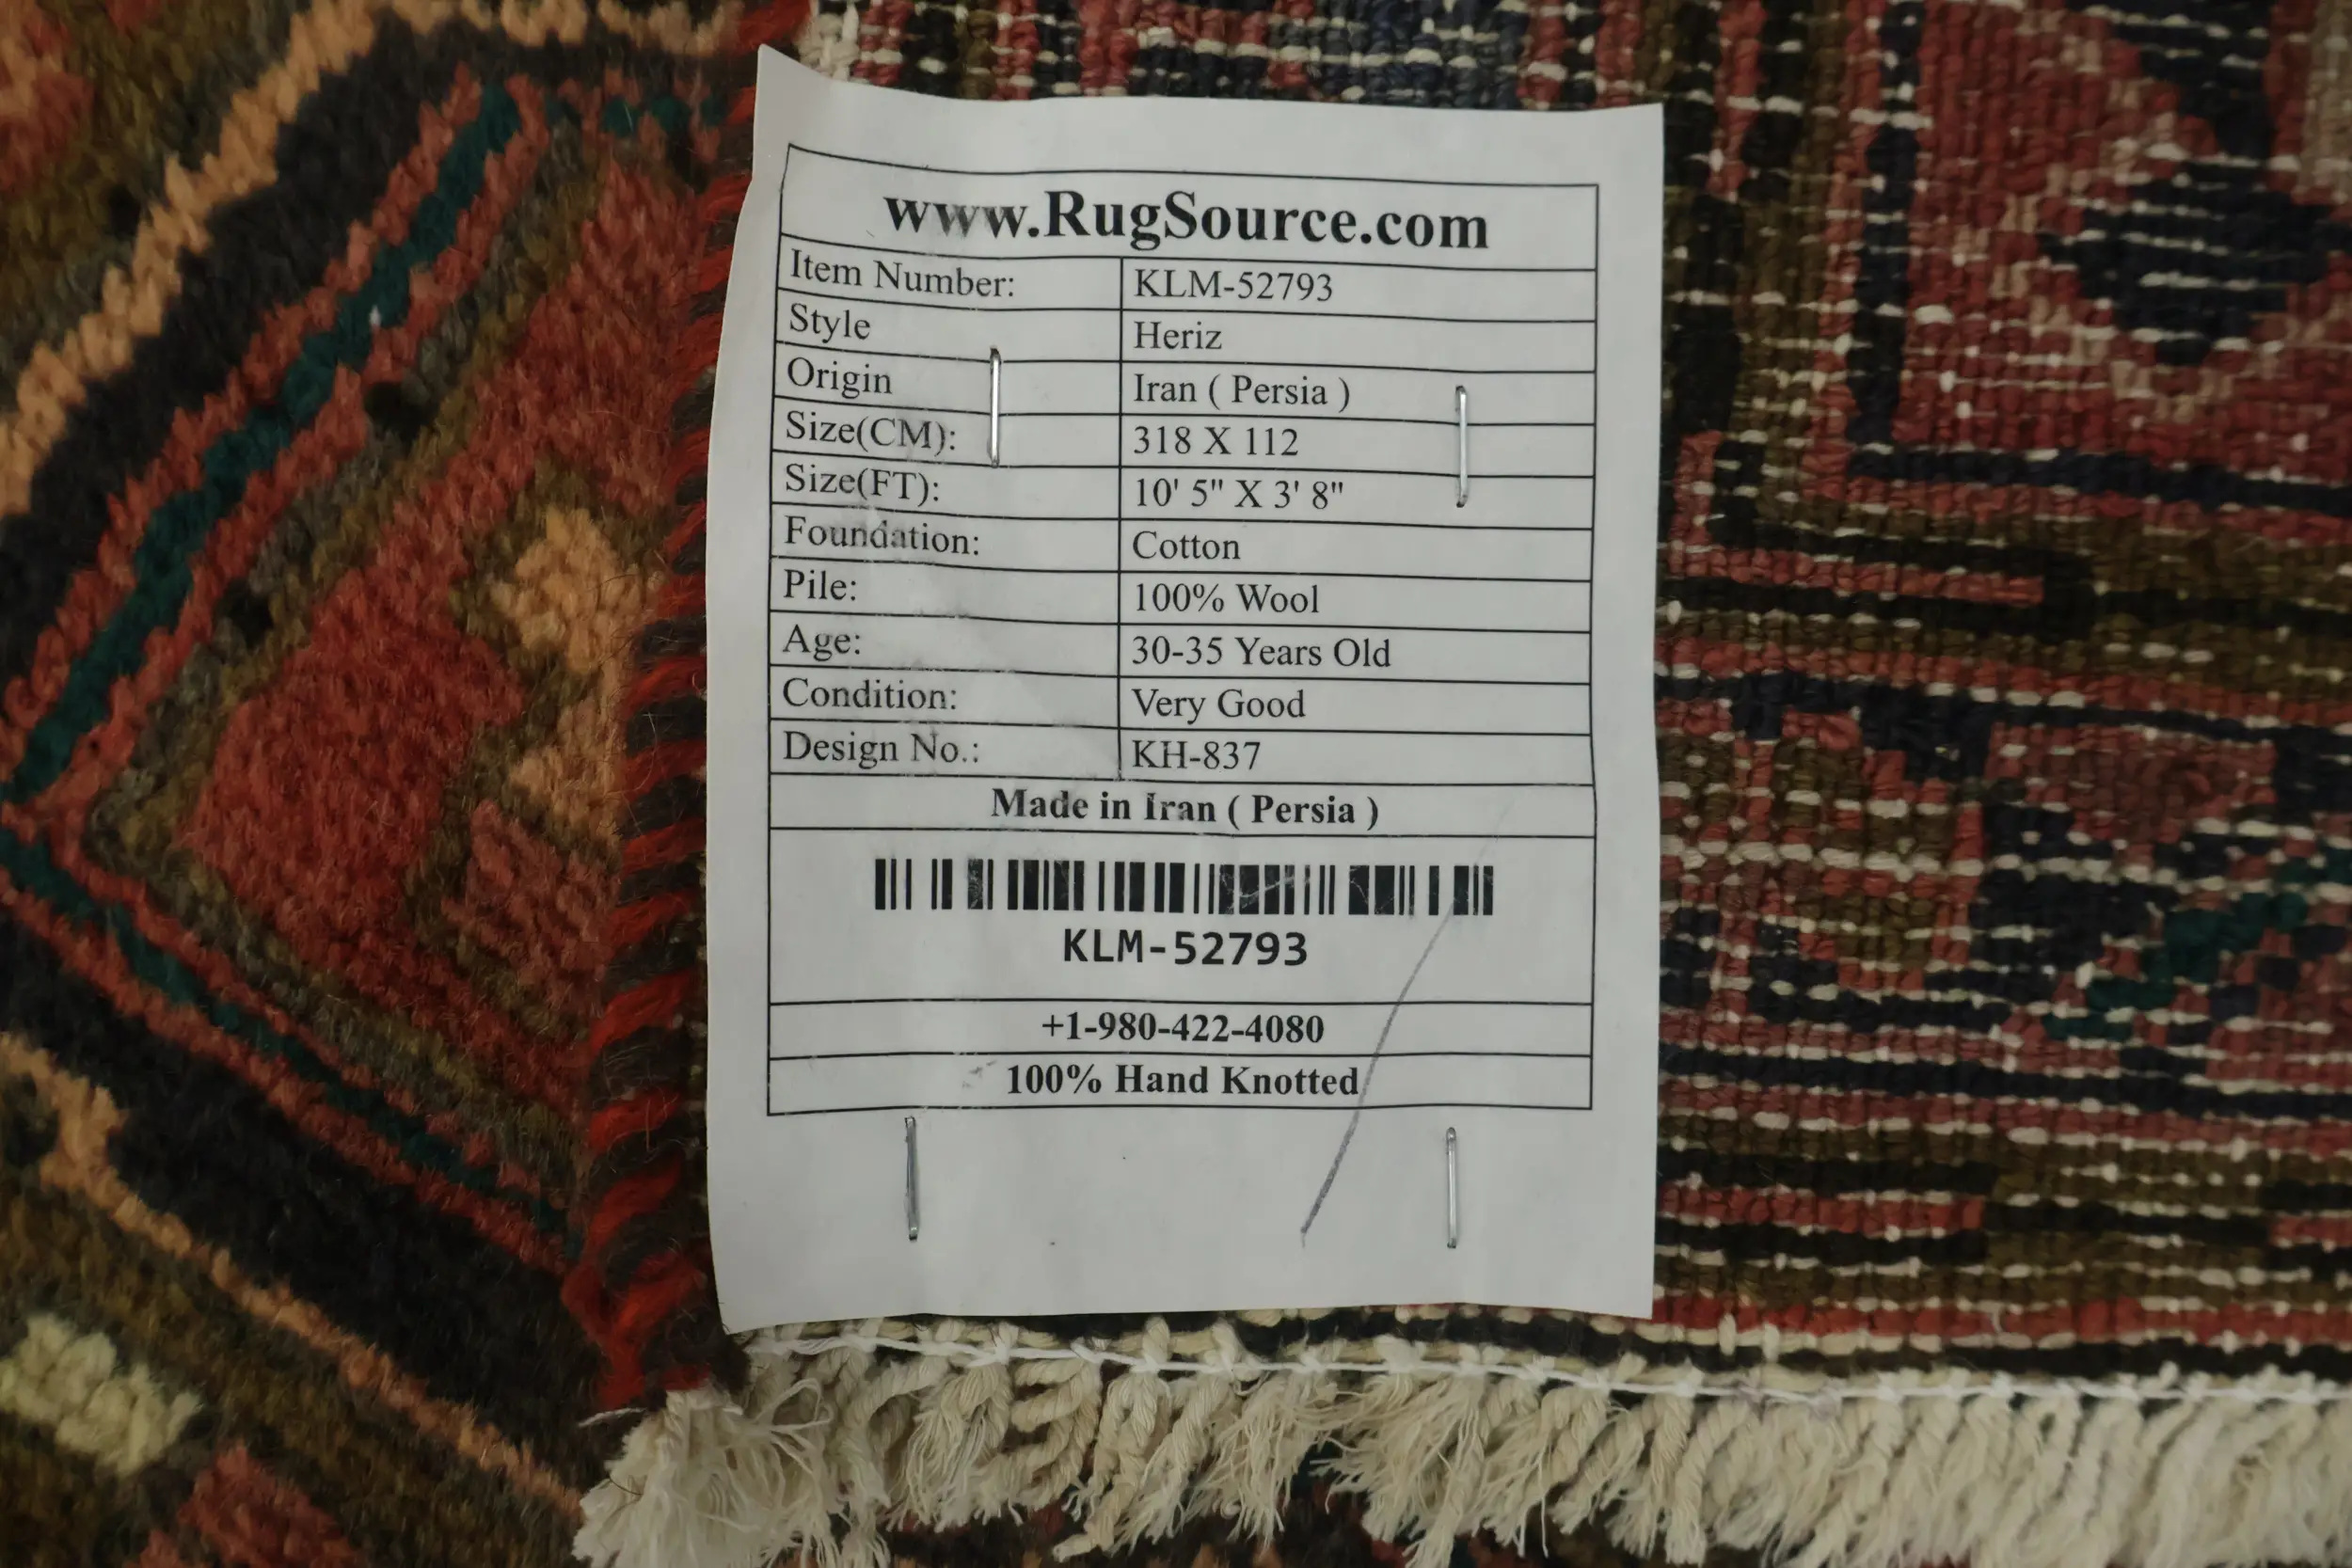 www.RugSource.com
Item Number: KLM-52793
Style Heriz
Origin Iran ( Persia )
Size(CM): 318 X 112
Size(FT): 10' 5" X 3' 8"
Foundation: Cotton
Pile: 100% Wool
Age: 30-35 Years Old
Condition: Very Good
Design No.: KH-837
Made in Iran ( Persia )
KLM-52793
+1-980-422-4080
100% Hand Knotted